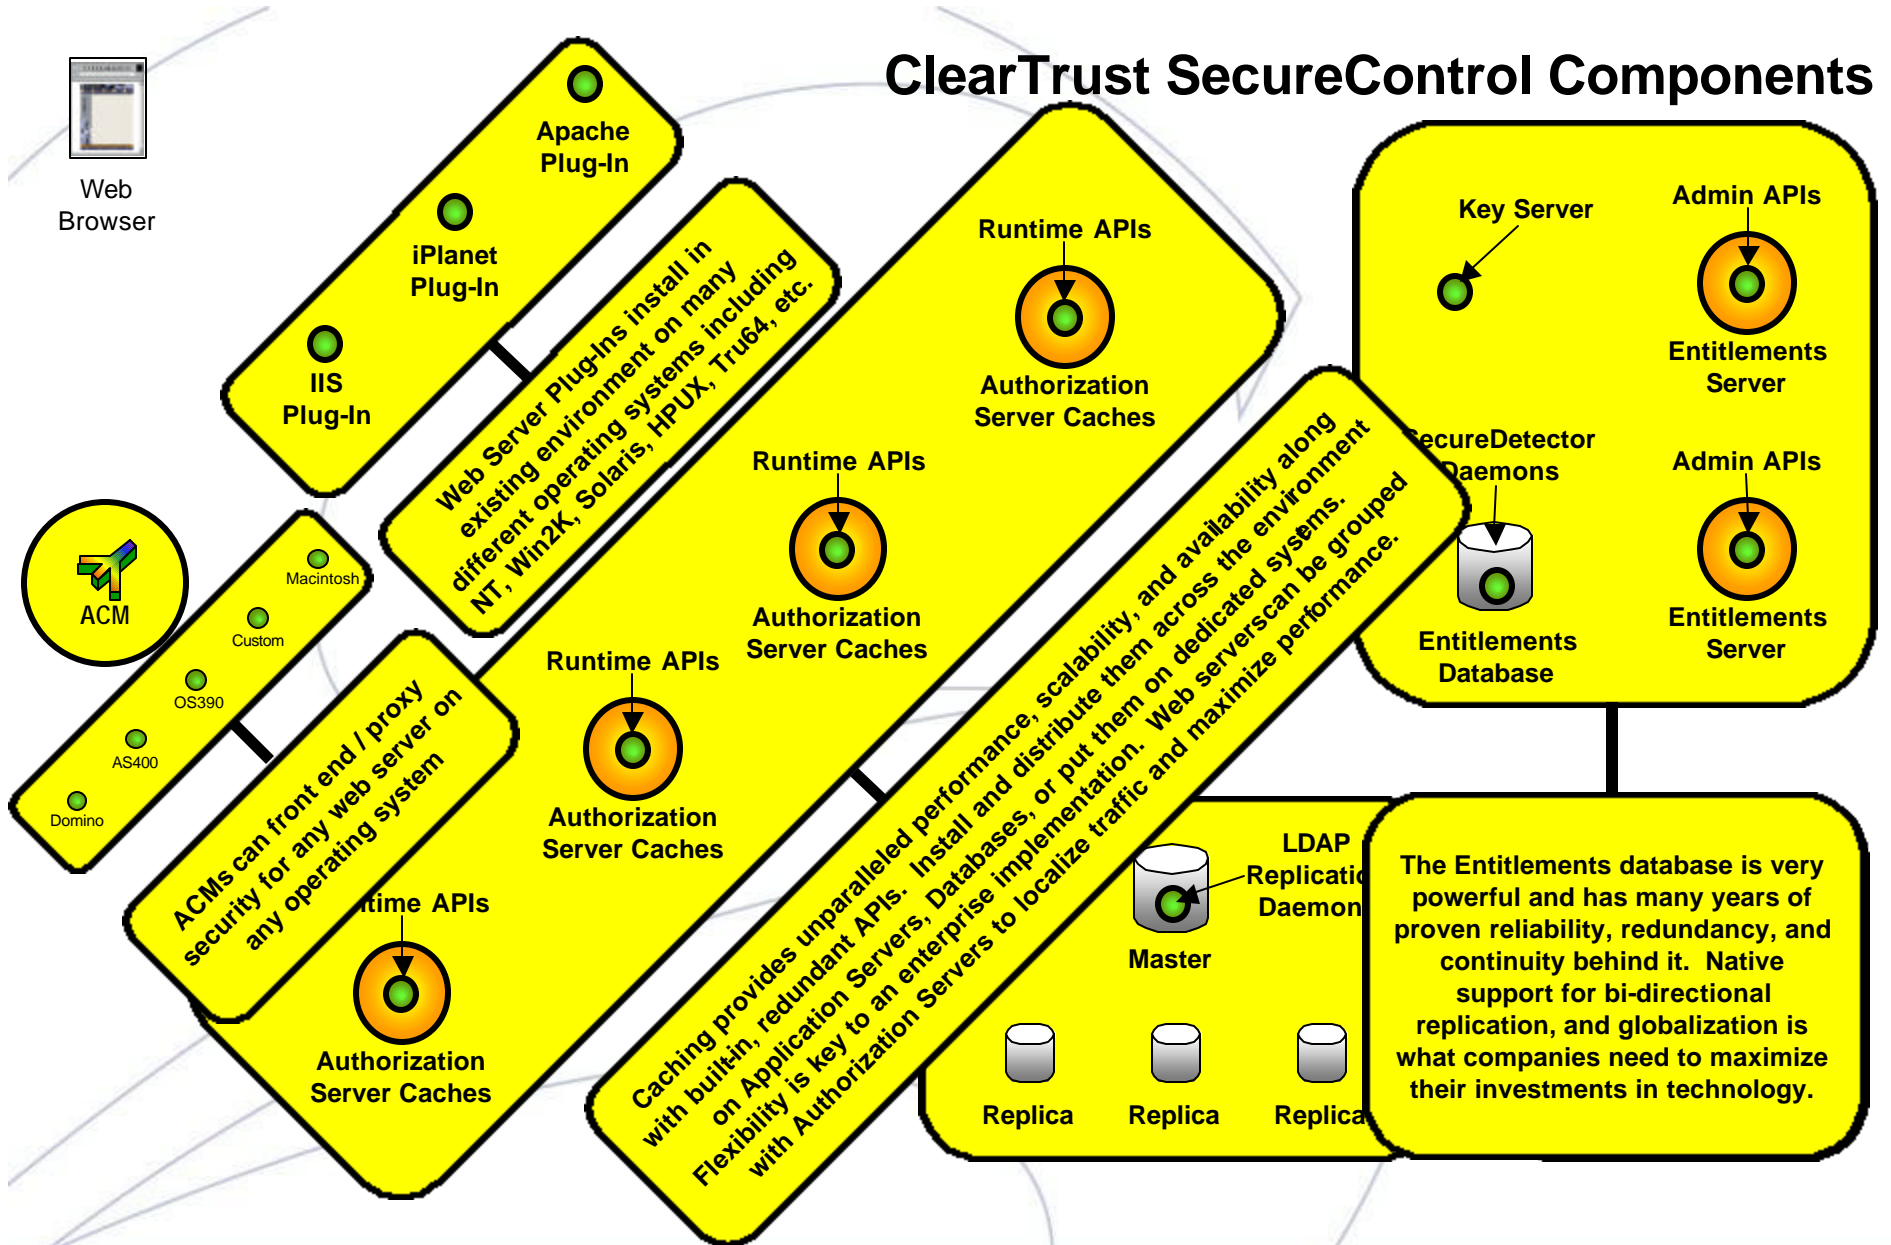 ClearTrust SecureControl Components
Web
Browser
Apache
Plug-In
iPlanet
Plug-In
IIS
Plug-In
Web Server Plug-Ins install in
existing environment on many
different operating systems including
NT, Win2K, Solaris, HPUX, Tru64, etc.
ACM
Macintosh
Custom
OS390
AS400
Domino
ACMs can front end / proxy
security for any web server on
any operating system
Runtime APIs
Authorization
Server Caches
Runtime APIs
Authorization
Server Caches
Runtime APIs
Authorization
Server Caches
time APIs
Authorization
Server Caches
Caching provides unparalleled performance, scalability, and availability along
with built-in, redundant APIs. Install and distribute them across the environment
on Application Servers, Databases, or put them on dedicated systems.
Flexibility is key to an enterprise implementation. Web serverscan be grouped
with Authorization Servers to localize traffic and maximize performance.
Key Server
Admin APIs
Entitlements
Server
SecureDetector
Daemons
Entitlements
Database
Admin APIs
Entitlements
Server
LDAP
Replicatio
Daemon
Master
Replica
Replica
Replica
The Entitlements database is very
powerful and has many years of
proven reliability, redundancy, and
continuity behind it. Native
support for bi-directional
replication, and globalization is
what companies need to maximize
their investments in technology.